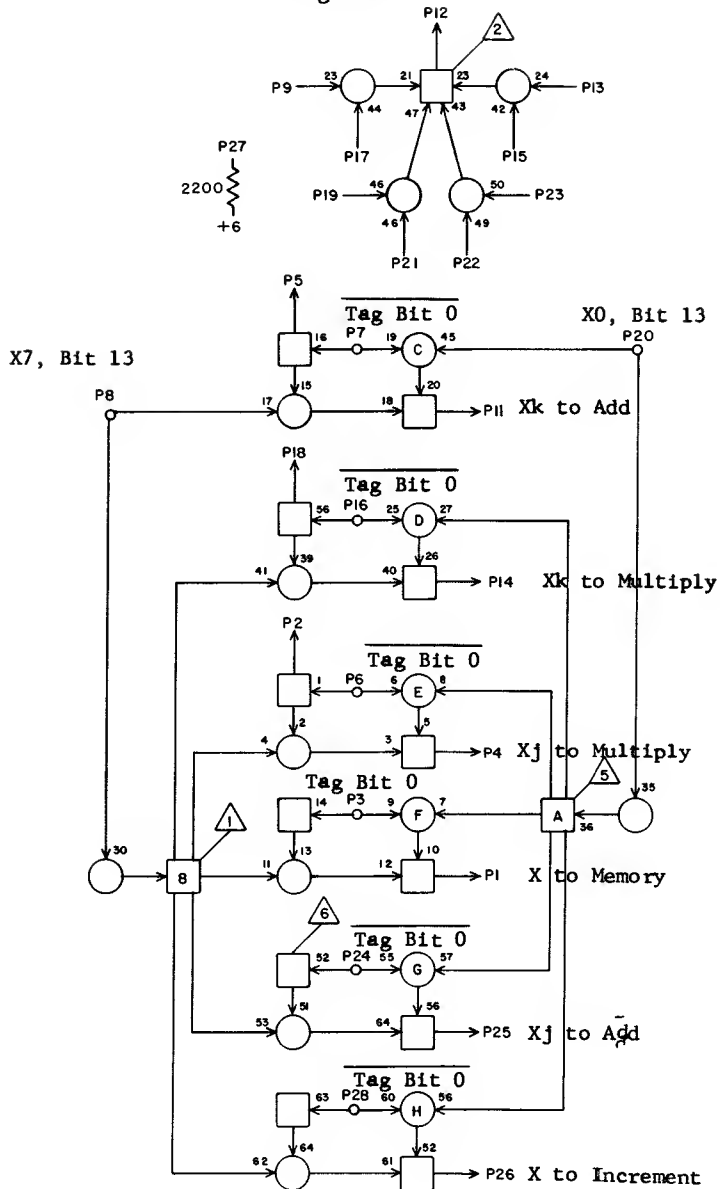 P12
2
P9 23 21 23 24 P13
44 47 43 42
P17 P15
P27
2200
+6
P19 46 50 P23
46 49
P21 P22
P5 Tag Bit 0 X0, Bit 13
16 P7 19 C 45 P20
X7, Bit 13
P8 15 20
17 18 P11 Xk to Add
P18 Tag Bit 0
56 P16 25 D 27
39 26
41 40 P14 Xk to Multiply
P2 Tag Bit 0
1 P6 6 E 8
2 5
4 3 P4 Xj to Multiply
Tag Bit 0 5
14 P3 9 F 7 A 36 35
1 13 10
30 8 11 12 P1 X to Memory
6 Tag Bit 0
52 P24 55 G 57
51 56
53 64 P25 Xj to Add
Tag Bit 0
63 P28 60 H 56
64 52
62 61 P26 X to Increment